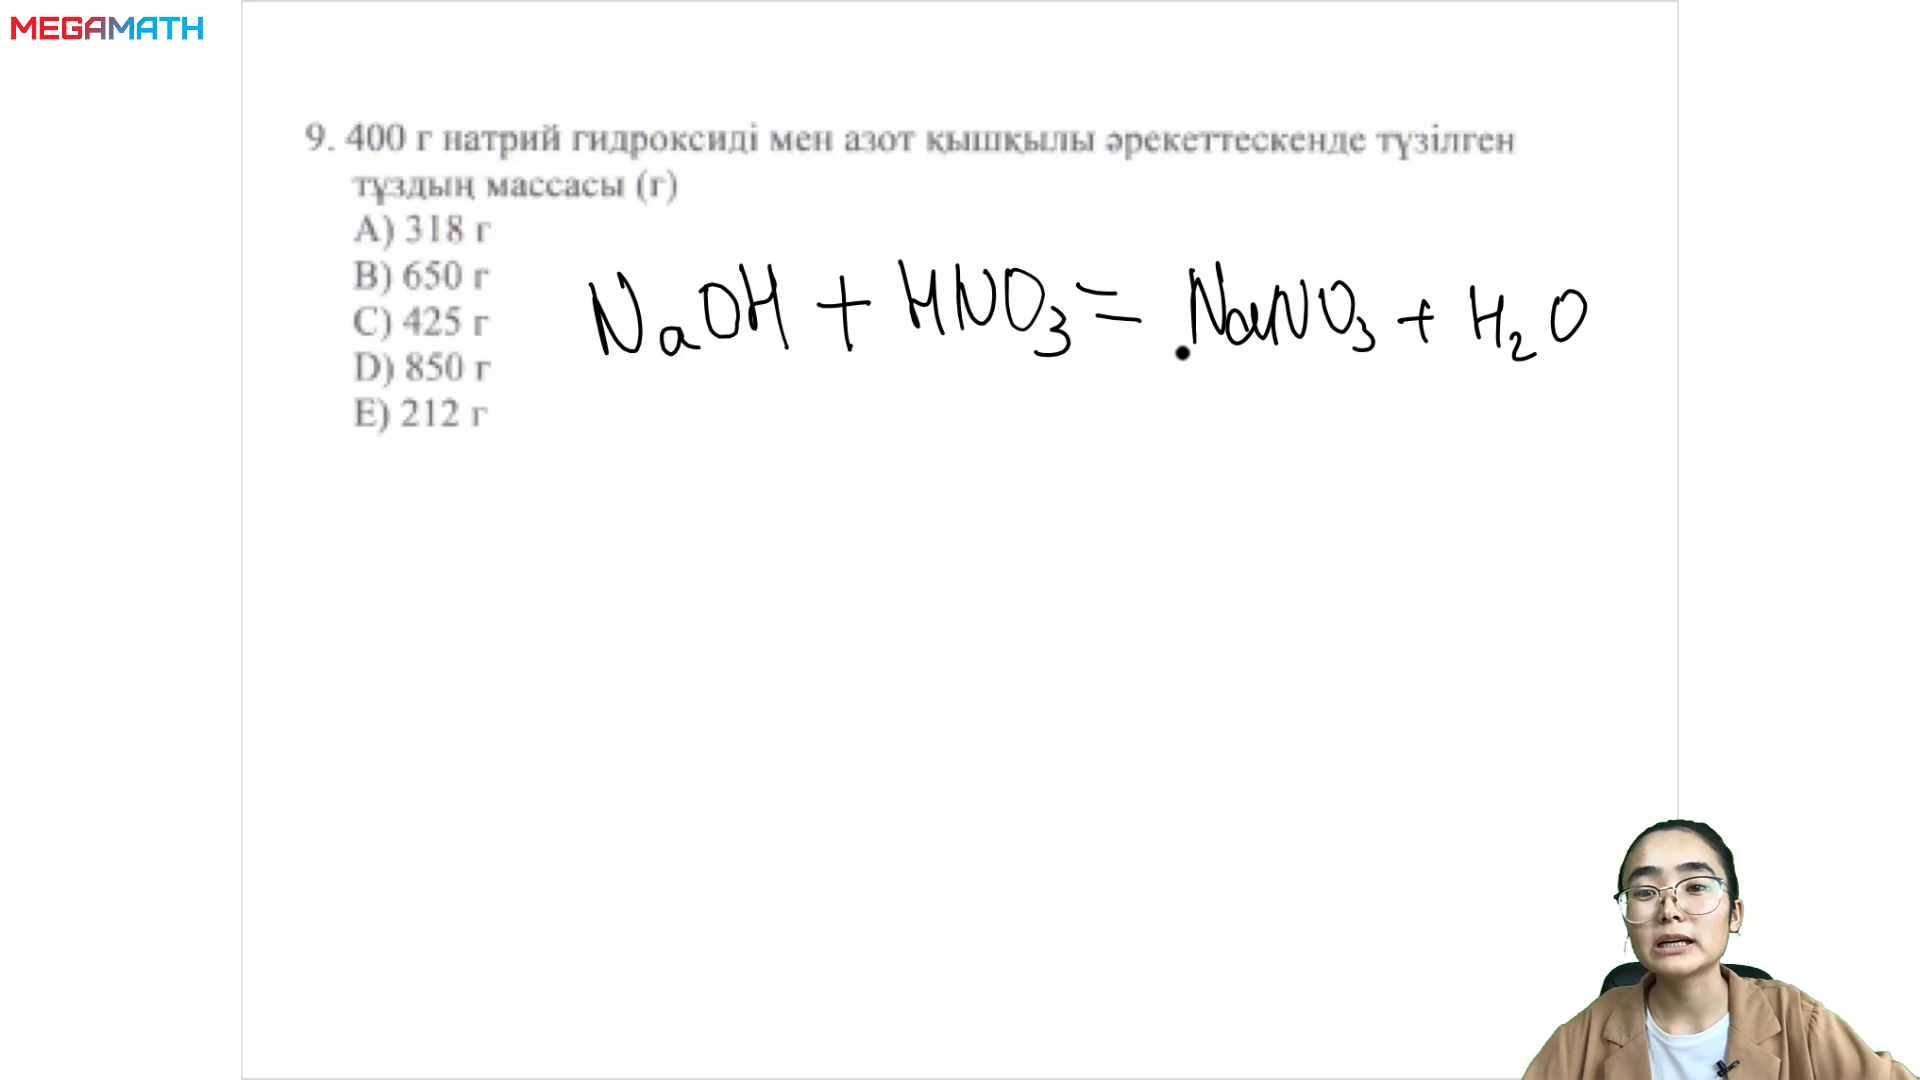 MEGAMATH
9. 400 г натрий гидроксиді мен азот қышқылы әрекеттескенде түзілген
тұздың массасы (г)
A) 318 г
B) 650 г
C) 425 г
D) 850 г
E) 212 г
NaOH + HNO3 = NaNO3 + H2O